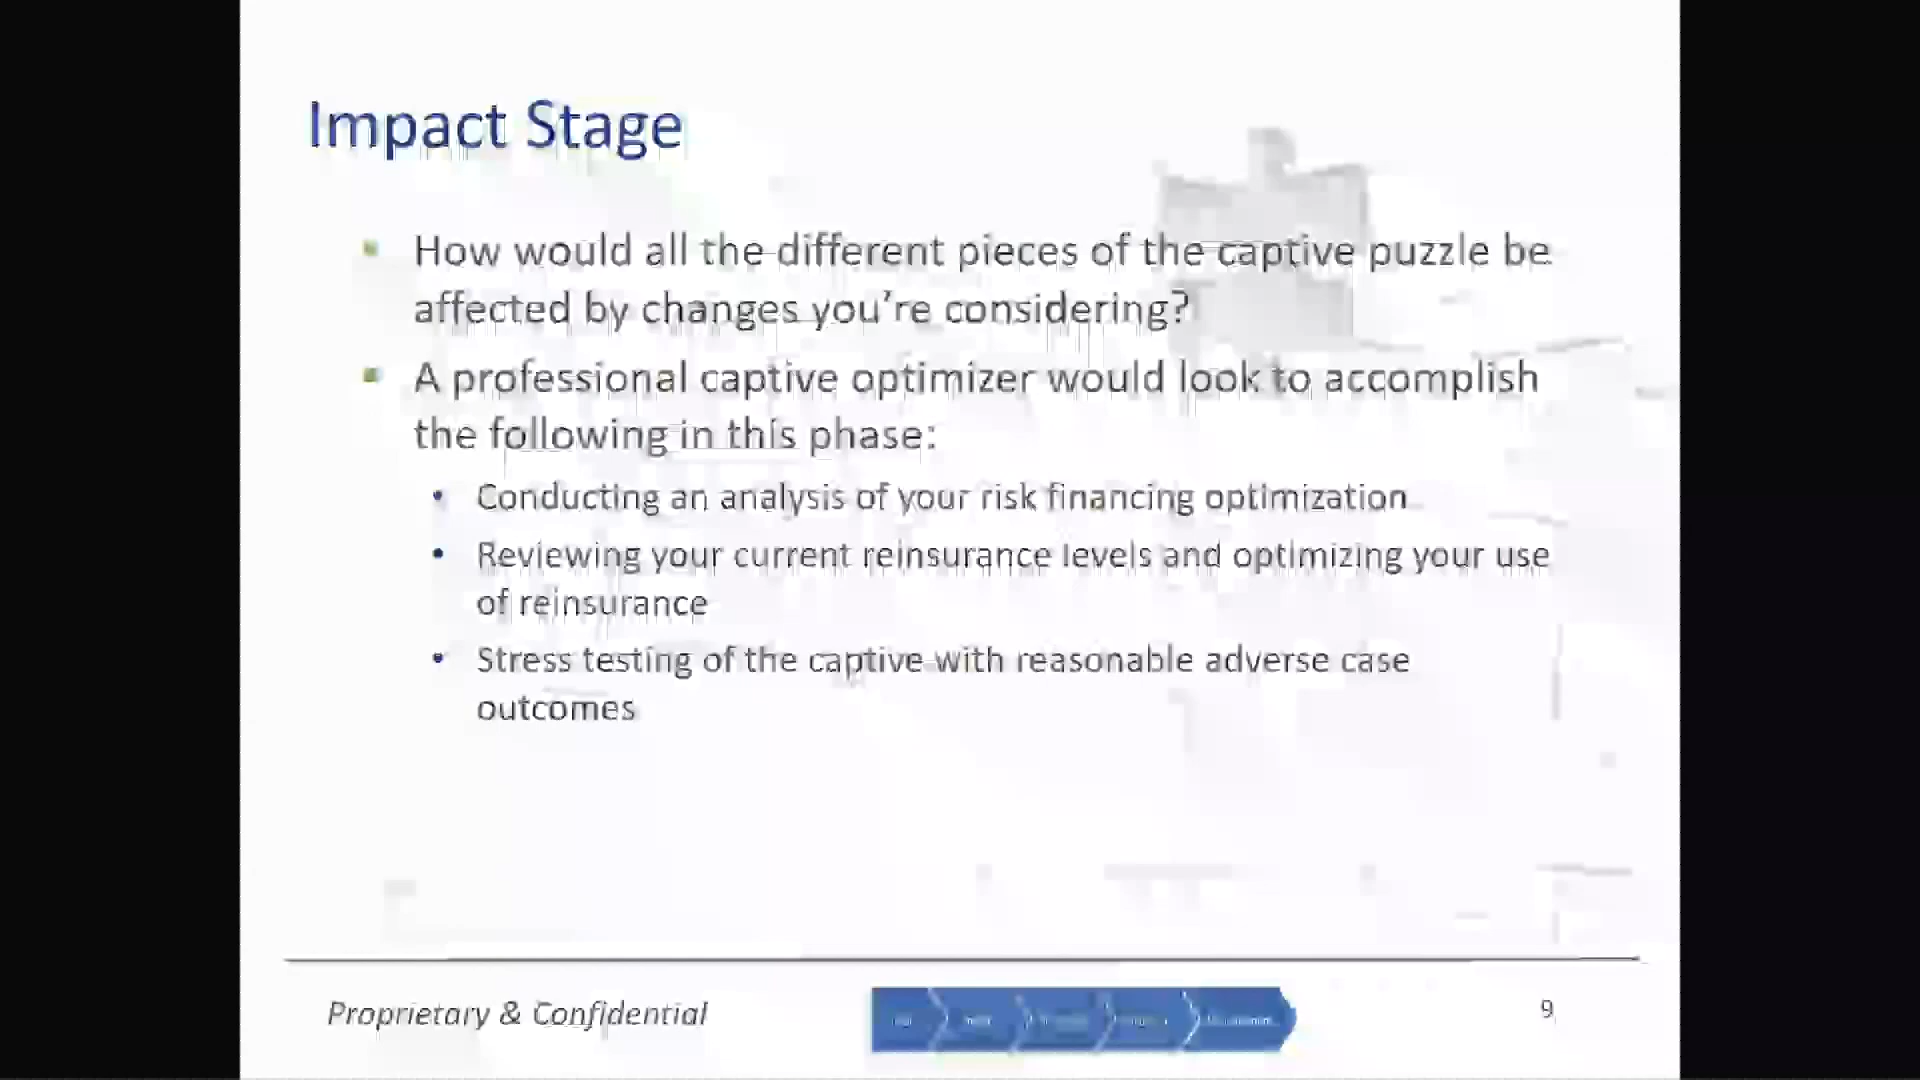 Impact Stage
How would all the different pieces of the captive puzzle be
affected by changes you're considering?
A professional captive optimizer would look to accomplish
the following in this phase:
Conducting an analysis of your risk financing optimization
Reviewing your current reinsurance levels and optimizing your use
of reinsurance
Stress testing of the captive with reasonable adverse case
outcomes
Proprietary & Confidential
9